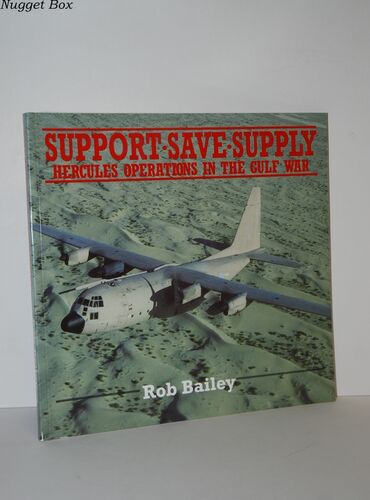 Nugget Box
SUPPORT·SAVE·SUPPLY
HERCULES OPERATIONS IN THE GULF WAR
Rob Bailey